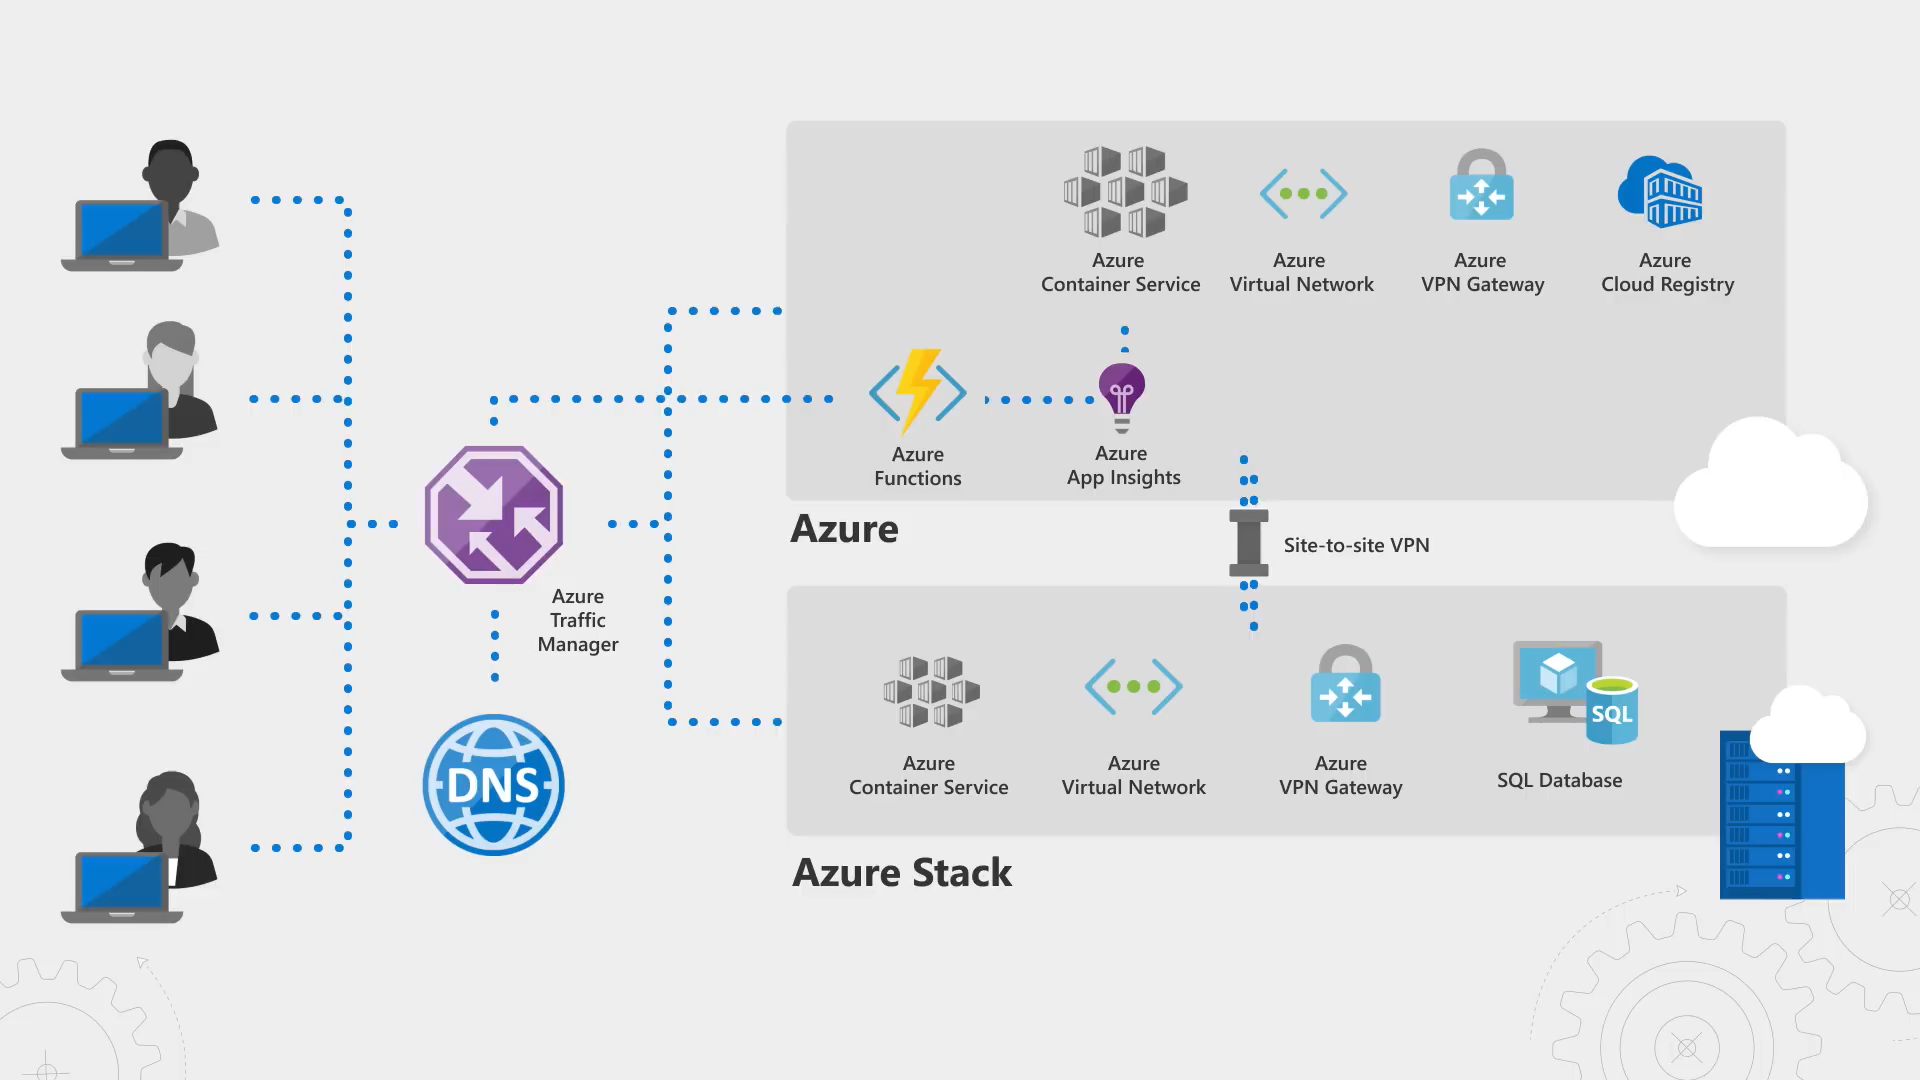 Azure
Container Service
Azure
Virtual Network
Azure
VPN Gateway
Azure
Cloud Registry
Azure
Functions
Azure
App Insights
Azure
Site-to-site VPN
Azure
Traffic
Manager
DNS
Azure
Container Service
Azure
Virtual Network
Azure
VPN Gateway
SQL
SQL Database
Azure Stack